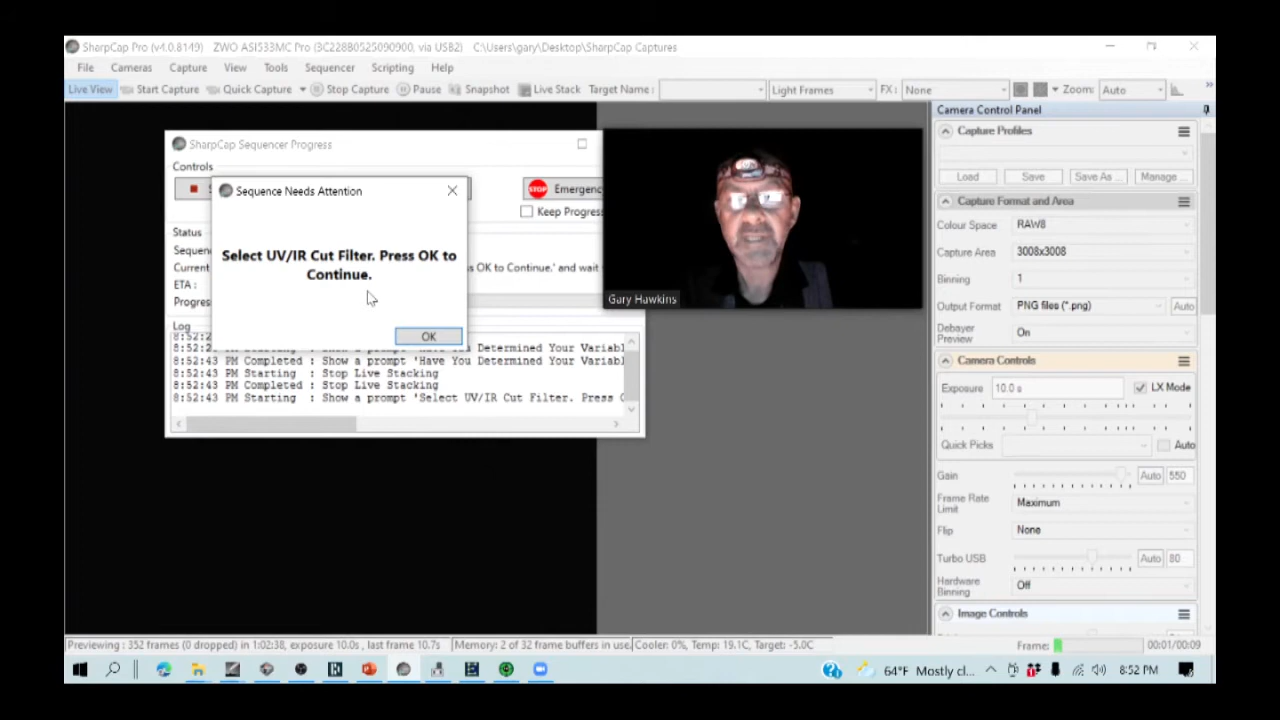 SharpCap Pro (v4.0.8149) ZWO ASI533MC Pro (3C228B0525090900, via USB2) C:\Users\gary\Desktop\SharpCap Captures
File Cameras Capture View Tools Sequencer Scripting Help
Live View Start Capture Quick Capture Stop Capture Pause Snapshot Live Stack Target Name : Light Frames FX: None Zoom: Auto
Camera Control Panel
Capture Profiles
Load Save Save As ... Manage ...
Capture Format and Area
Colour Space RAW8
Capture Area 3008x3008
Binning 1
Output Format PNG files (*.png) Auto
Debayer
Preview
On
Camera Controls
Exposure 10.0 s LX Mode
Quick Picks Auto
Gain Auto 550
Frame Rate
Limit
Maximum
Flip None
Turbo USB Auto 80
Hardware
Binning
Off
Image Controls
SharpCap Sequencer Progress
Controls
STOP Emergenc
Keep Progres
Status
Sequen
Current OK to Continue.' and wait
ETA :
Progres
Log
8:52:43 PM Completed : Show a prompt 'Have You Determined Your Variabl
8:52:43 PM Starting : Stop Live Stacking
8:52:43 PM Completed : Stop Live Stacking
8:52:43 PM Starting : Show a prompt 'Select UV/IR Cut Filter. Press
Sequence Needs Attention
Select UV/IR Cut Filter. Press OK to
Continue.
OK
Gary Hawkins
Previewing : 352 frames (0 dropped) in 1:02:38, exposure 10.0s , last frame 10.7s Memory: 2 of 32 frame buffers in use. Cooler: 0%, Temp: 19.1C, Target: -5.0C Frame: 00:01/00:09
64°F Mostly cl... 8:52 PM